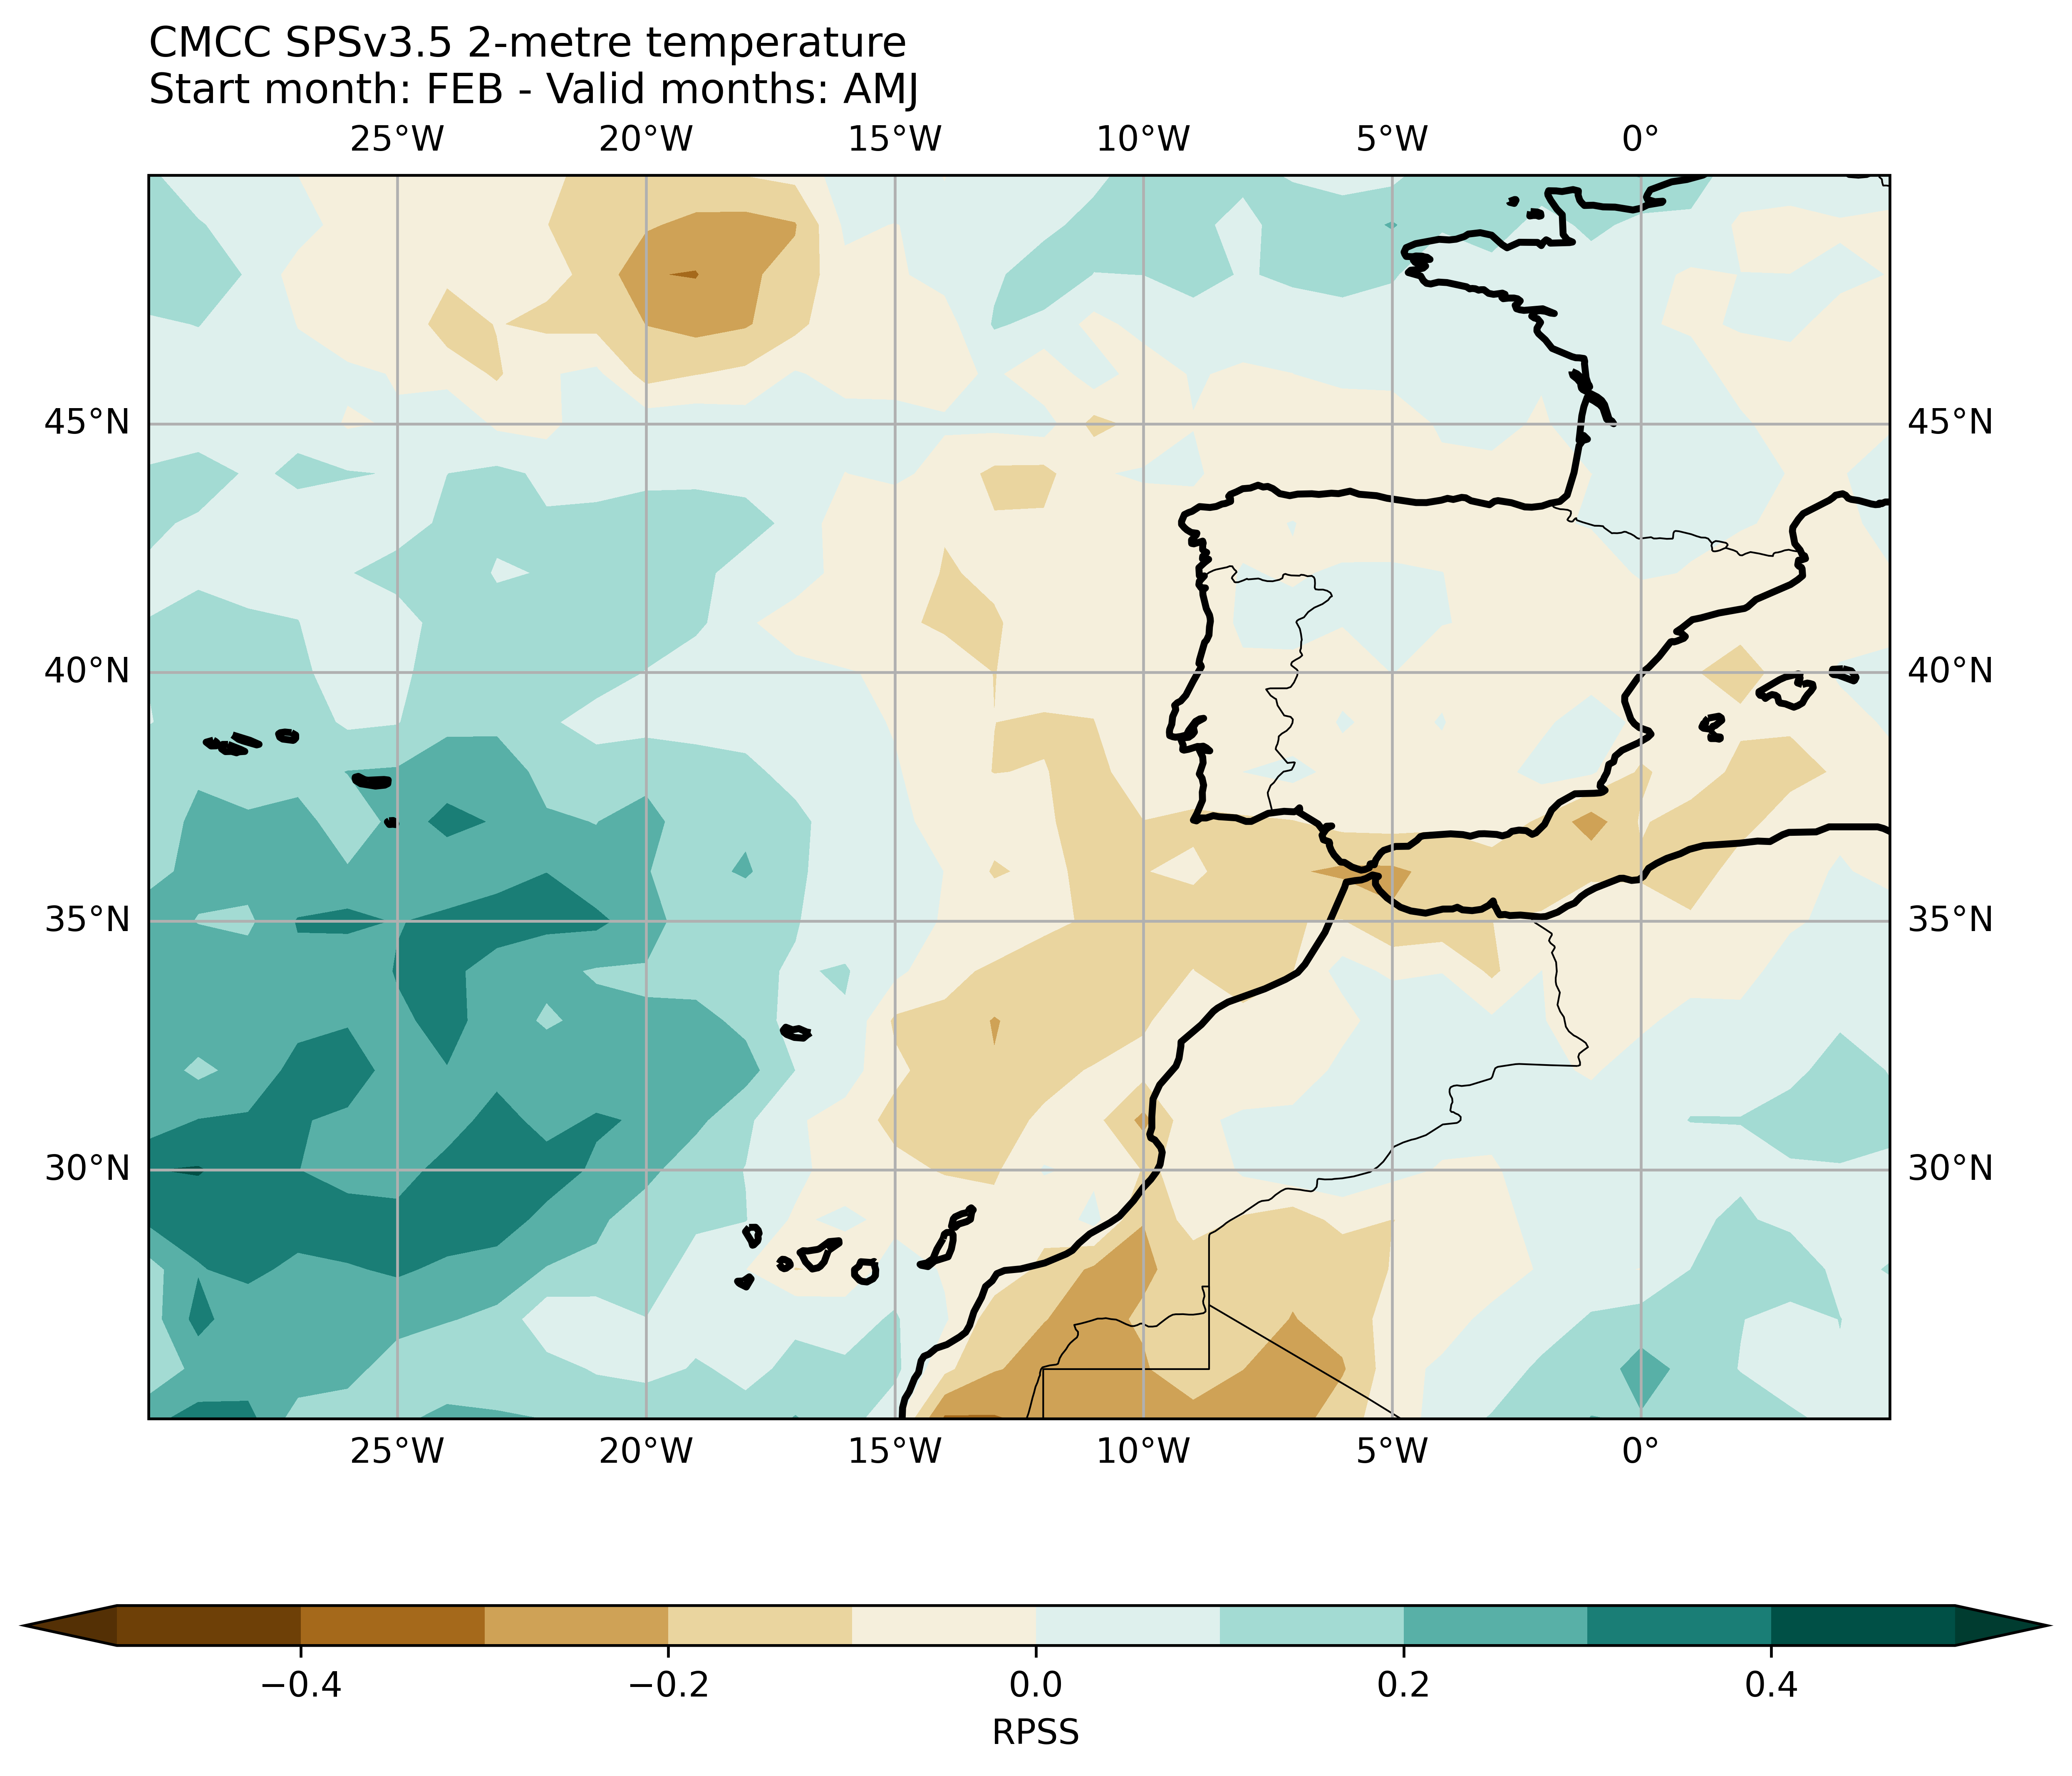 CMCC SPSv3.5 2-metre temperature
Start month: FEB - Valid months: AMJ
25°W 20°W 15°W 10°W 5°W 0°
45°N 45°N
40°N 40°N
35°N 35°N
30°N 30°N
25°W 20°W 15°W 10°W 5°W 0°
−0.4 −0.2 0.0 0.2 0.4
RPSS